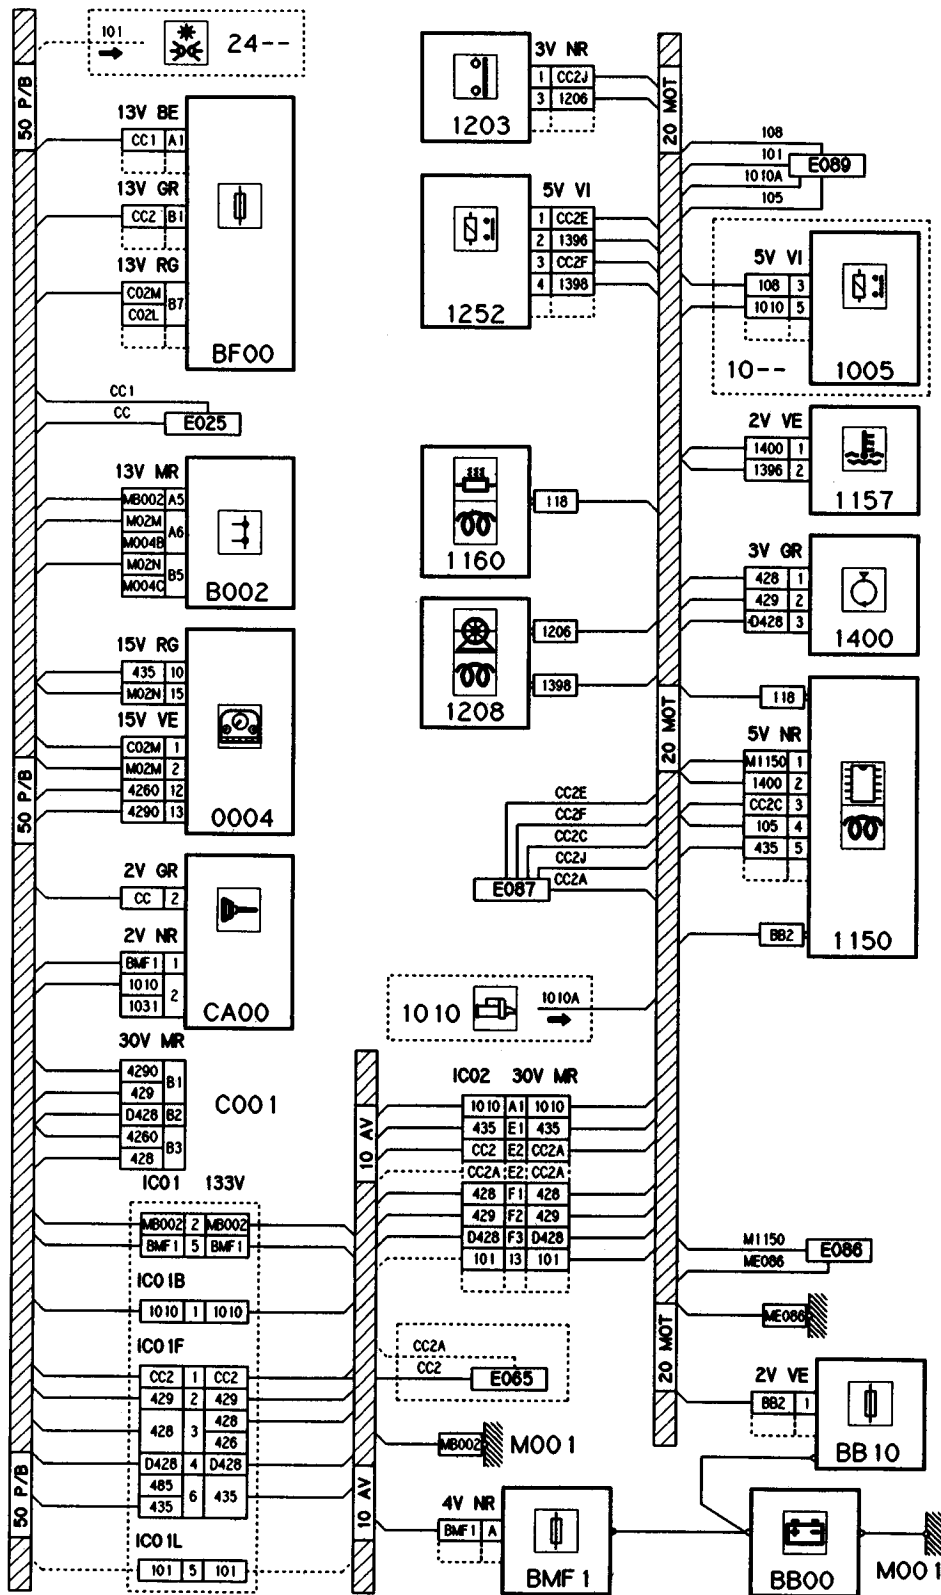 101
24--
50 P/B
13V BE
CC1 A1
13V GR
CC2 B1
13V RG
C02M B7
C02L
BF00
CC1
CC
E025
13V MR
MB002 A5
M02M A6
M004B
M02N B5
M004C
B002
15V RG
435 10
M02N 15
15V VE
C02M 1
M02M 2
4260 12
4290 13
0004
50 P/B
2V GR
CC 2
2V NR
BMF1 1
1010 2
1031
CA00
30V MR
4290 B1
429
D428 B2
4260 B3
428
C001
IC01 133V
MB002 2 MB002
BMF1 5 BMF1
IC01B
1010 1 1010
IC01F
CC2 1 CC2
429 2 429
428 3 428
426
D428 4 D428
485 6 435
435
IC01L
101 5 101
50 P/B
3V NR
1 CC2J
3 1206
1203
5V VI
1 CC2E
2 1396
3 CC2F
4 1398
1252
118
1160
1206
1398
1208
CC2E
CC2F
CC2C
CC2J
CC2A
E087
1010
1010A
IC02 30V MR
1010 A1 1010
435 E1 435
CC2 E2 CC2A
CC2A E2 CC2A
428 F1 428
429 F2 429
D428 F3 D428
101 13 101
10 AV
10 AV
CC2A
CC2
E065
MB002
M001
4V NR
BMF1 A
BMF1
20 MOT
20 MOT
20 MOT
108
101
1010A
105
E089
5V VI
108 3
1010 5
10--
1005
2V VE
1400 1
1396 2
1157
3V GR
428 1
429 2
D428 3
1400
118
5V NR
M1150 1
1400 2
CC2C 3
105 4
435 5
BB2
1150
M1150
ME086
E086
ME086
2V VE
BB2 1
BB10
BB00
M001